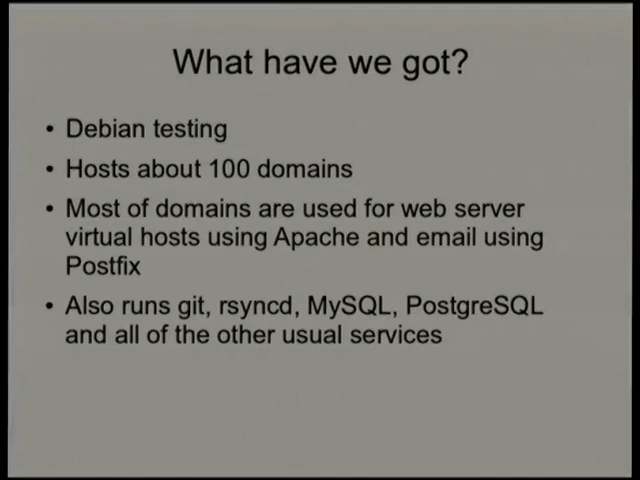 What have we got?
• Debian testing
• Hosts about 100 domains
• Most of domains are used for web server
virtual hosts using Apache and email using
Postfix
• Also runs git, rsyncd, MySQL, PostgreSQL
and all of the other usual services